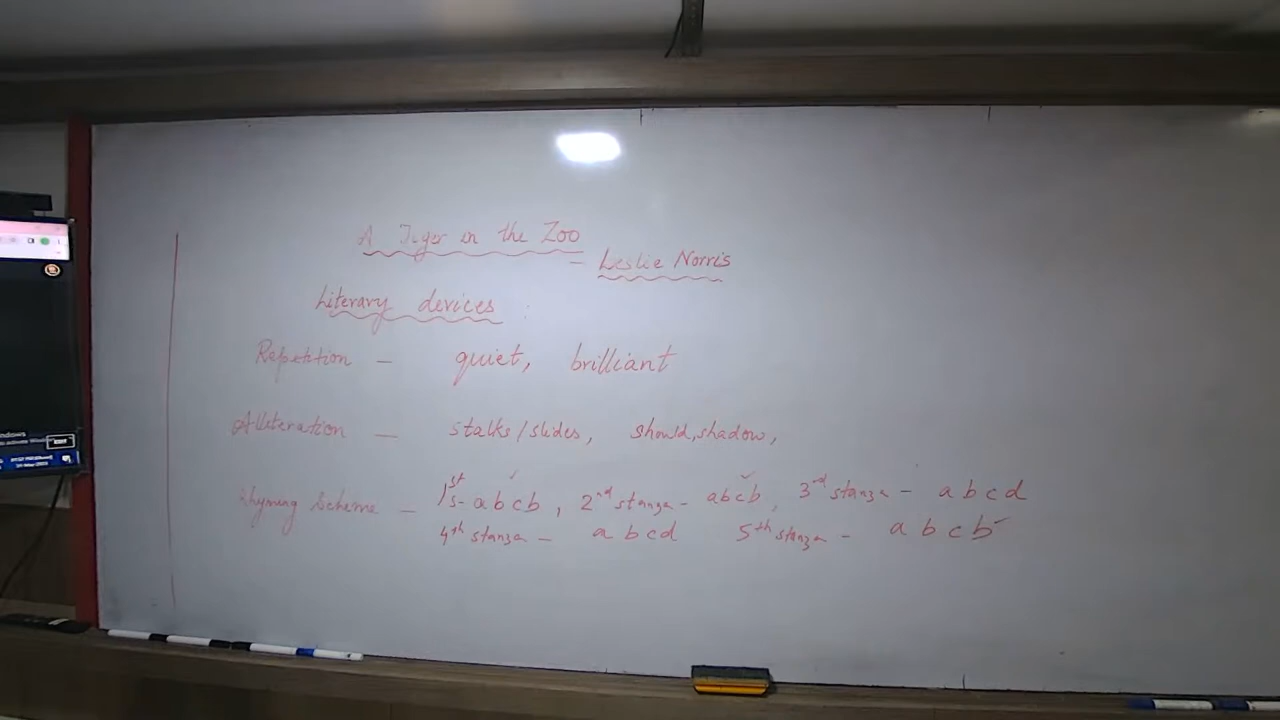 A Tiger in the Zoo
- Leslie Norris
Literary devices :
Repetition - quiet, brilliant
Alliteration - stalks/slides, should, shadow,
Rhyming Scheme - 1st s- abcb, 2nd stanza - abcb, 3rd stanza - abcd
4th stanza - abcd 5th stanza - abcb
EXIT